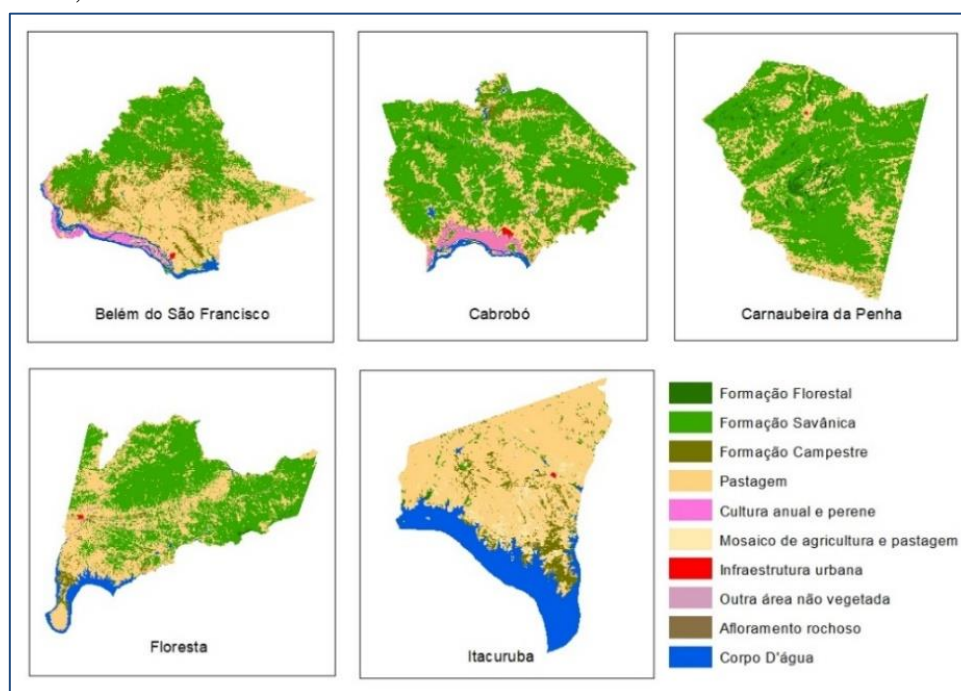 Belém do São Francisco
Cabrobó
Carnaubeira da Penha
Floresta
Itacuruba
Formação Florestal
Formação Savânica
Formação Campestre
Pastagem
Cultura anual e perene
Mosaico de agricultura e pastagem
Infraestrutura urbana
Outra área não vegetada
Afloramento rochoso
Corpo D'água